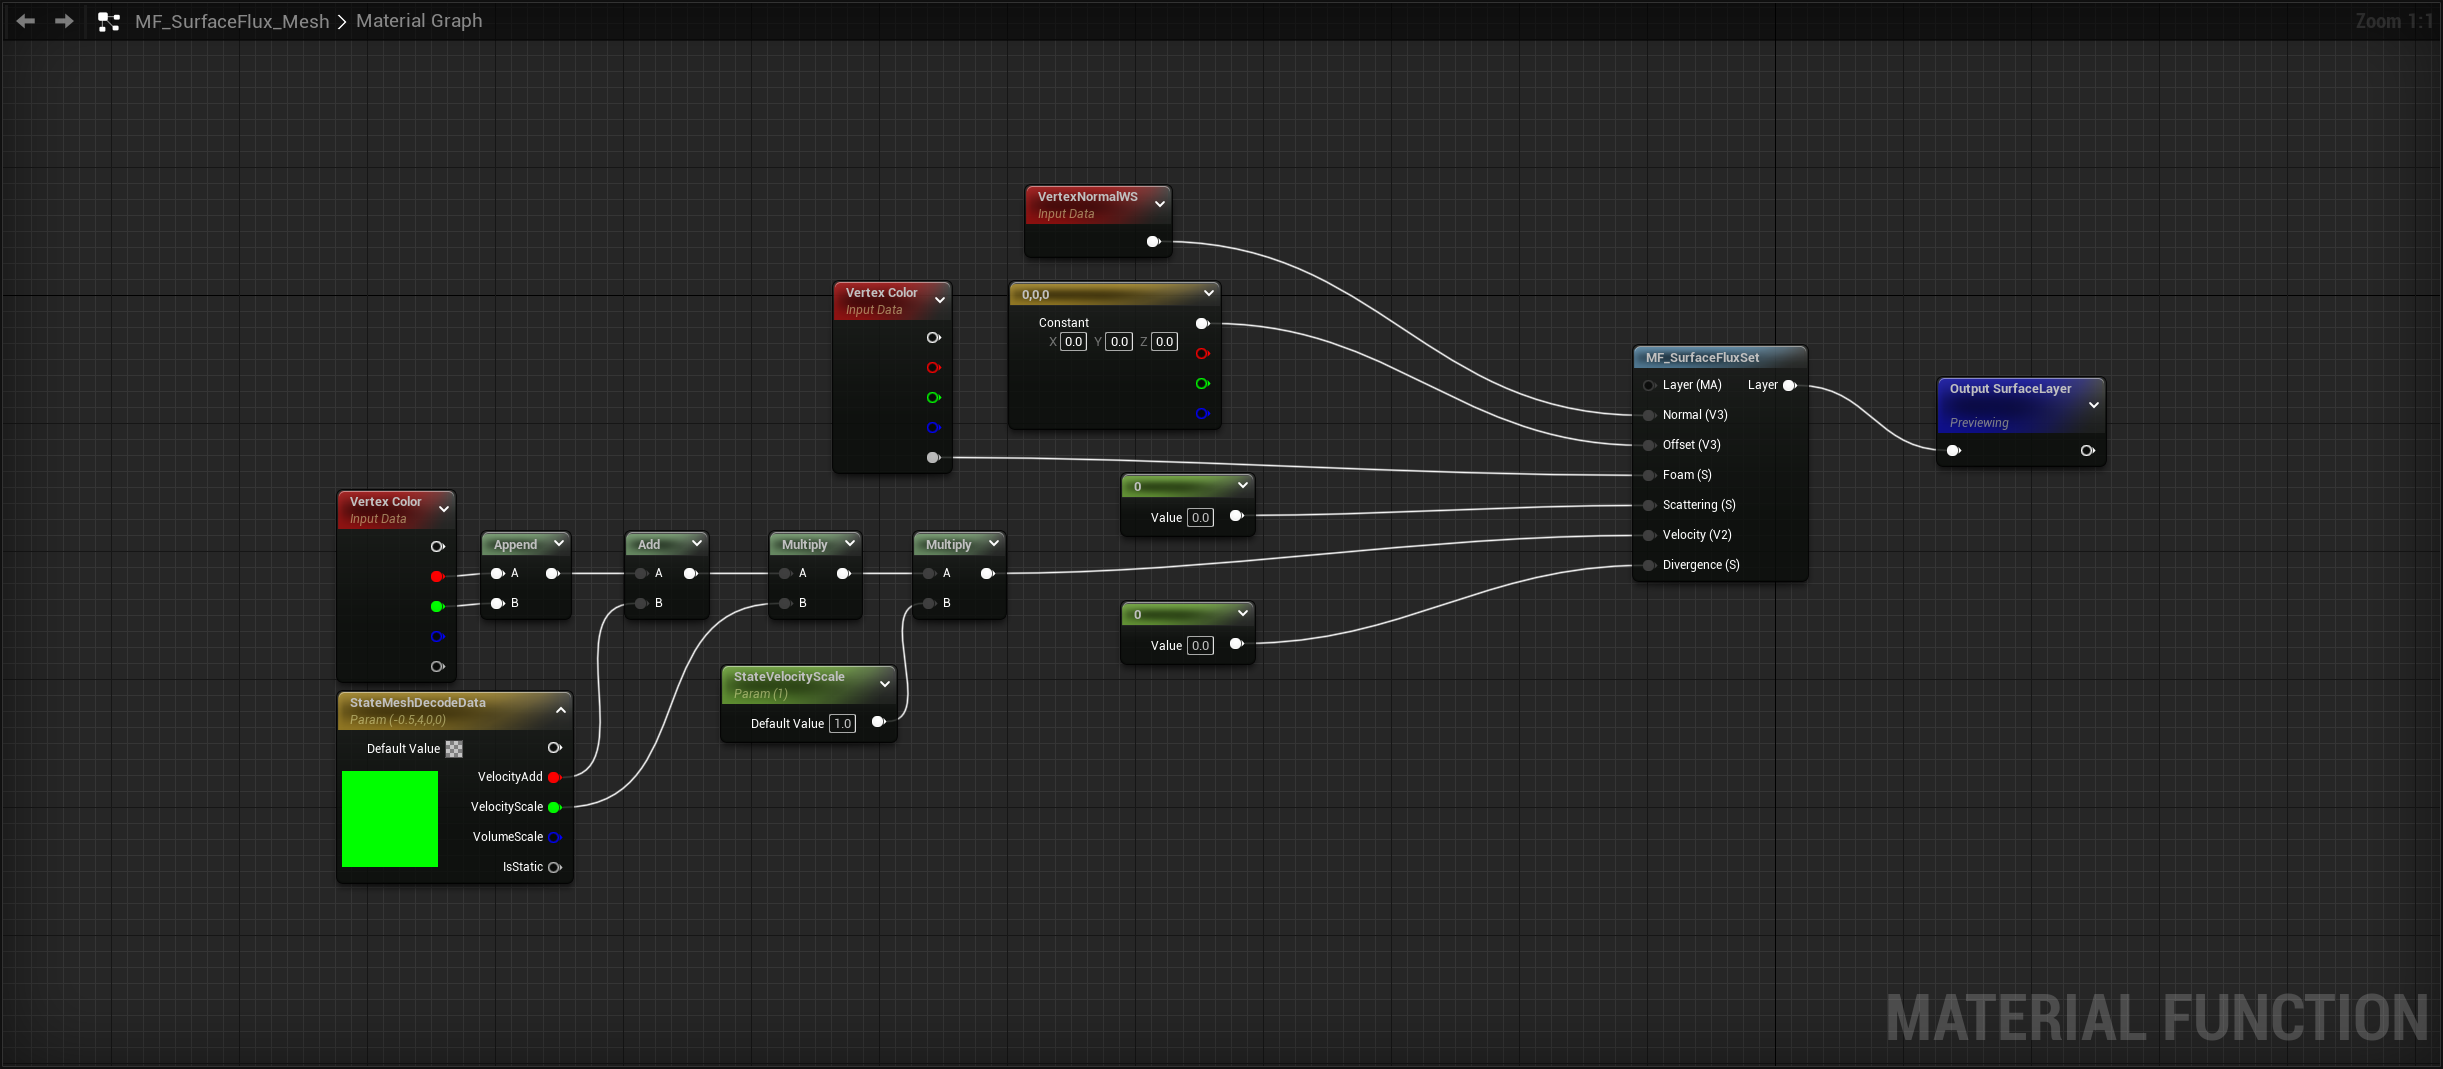 MF_SurfaceFlux_Mesh > Material Graph
Zoom 1:1
VertexNormalWS
Input Data
Vertex Color
Input Data
0,0,0
Constant
X 0.0 Y 0.0 Z 0.0
MF_SurfaceFluxSet
Layer (MA) Layer
Normal (V3)
Offset (V3)
Foam (S)
Scattering (S)
Velocity (V2)
Divergence (S)
Output SurfaceLayer
Previewing
0
Value 0.0
Vertex Color
Input Data
Append
A
B
Add
A
B
Multiply
A
B
Multiply
A
B
0
Value 0.0
StateVelocityScale
Param (1)
Default Value 1.0
StateMeshDecodeData
Param (-0.5,4,0,0)
Default Value
VelocityAdd
VelocityScale
VolumeScale
IsStatic
MATERIAL FUNCTION